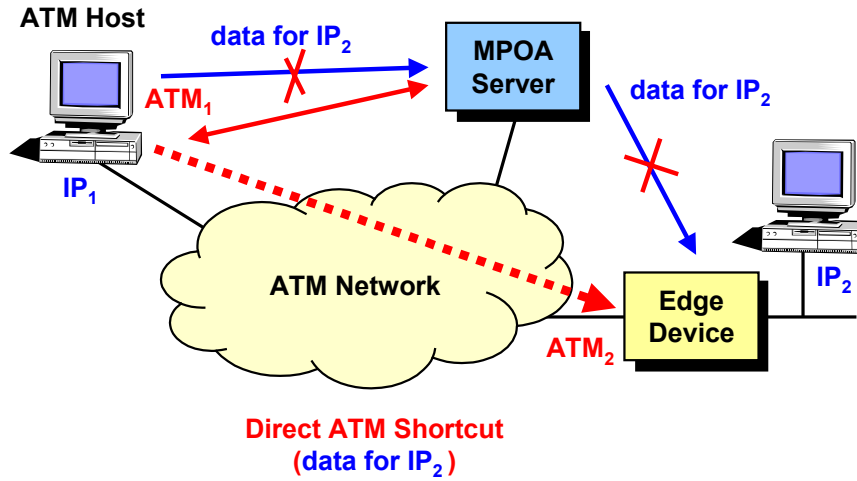 ATM Host
data for IP₂
MPOA
Server
ATM₁
data for IP₂
IP₁
ATM Network
Edge
Device
IP₂
ATM₂
Direct ATM Shortcut
(data for IP₂ )